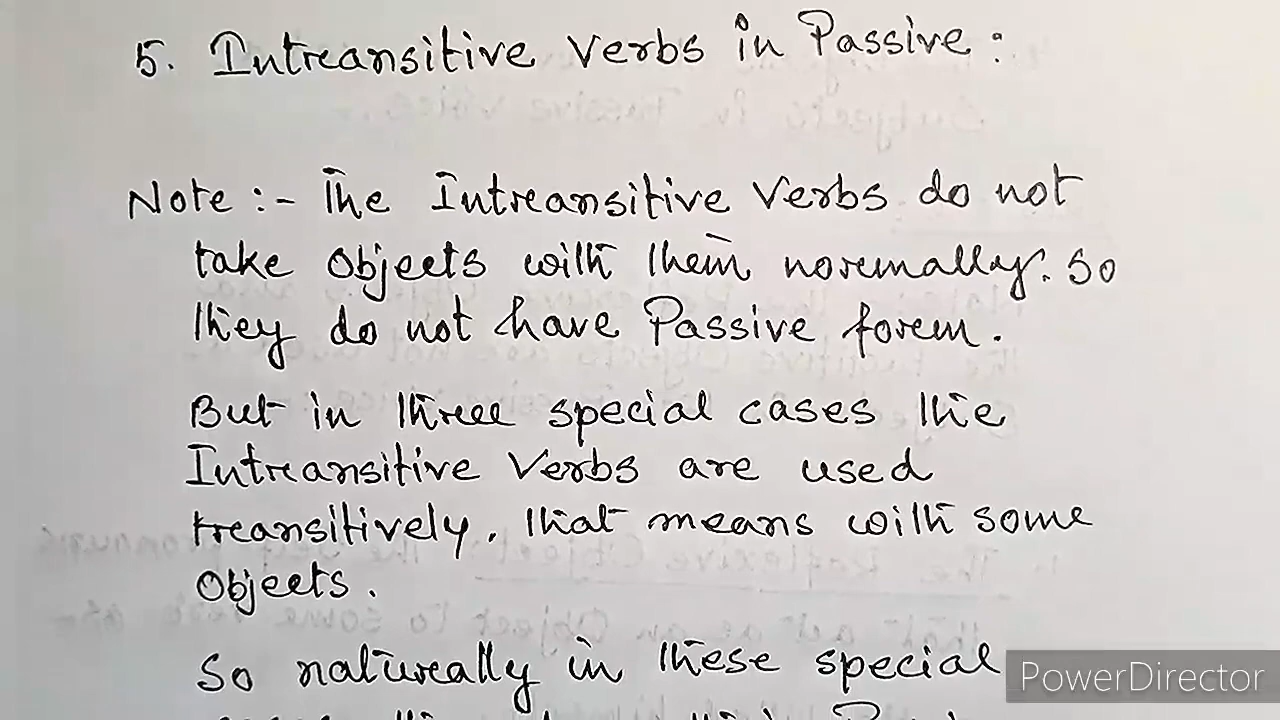 5. Intransitive Verbs in Passive :
Note :- The Intransitive Verbs do not
take Objects with them normally. So
they do not have Passive form.
But in three special cases the
Intransitive Verbs are used
transitively. that means with some
Objects.
So naturally in these special
PowerDirector